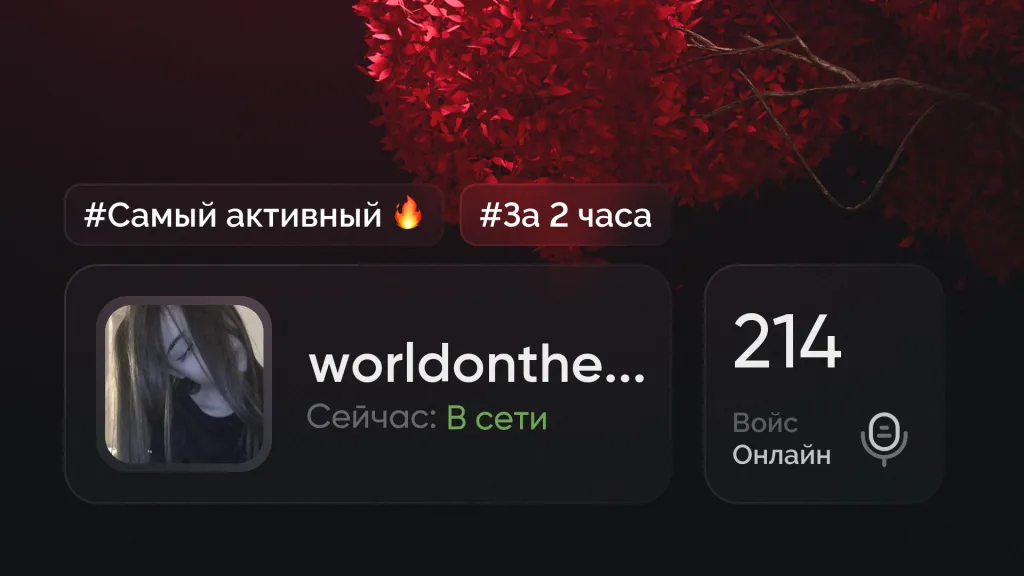 #Самый активный 🔥
#За 2 часа
worldonthe...
Сейчас: В сети
214
Войс
Онлайн